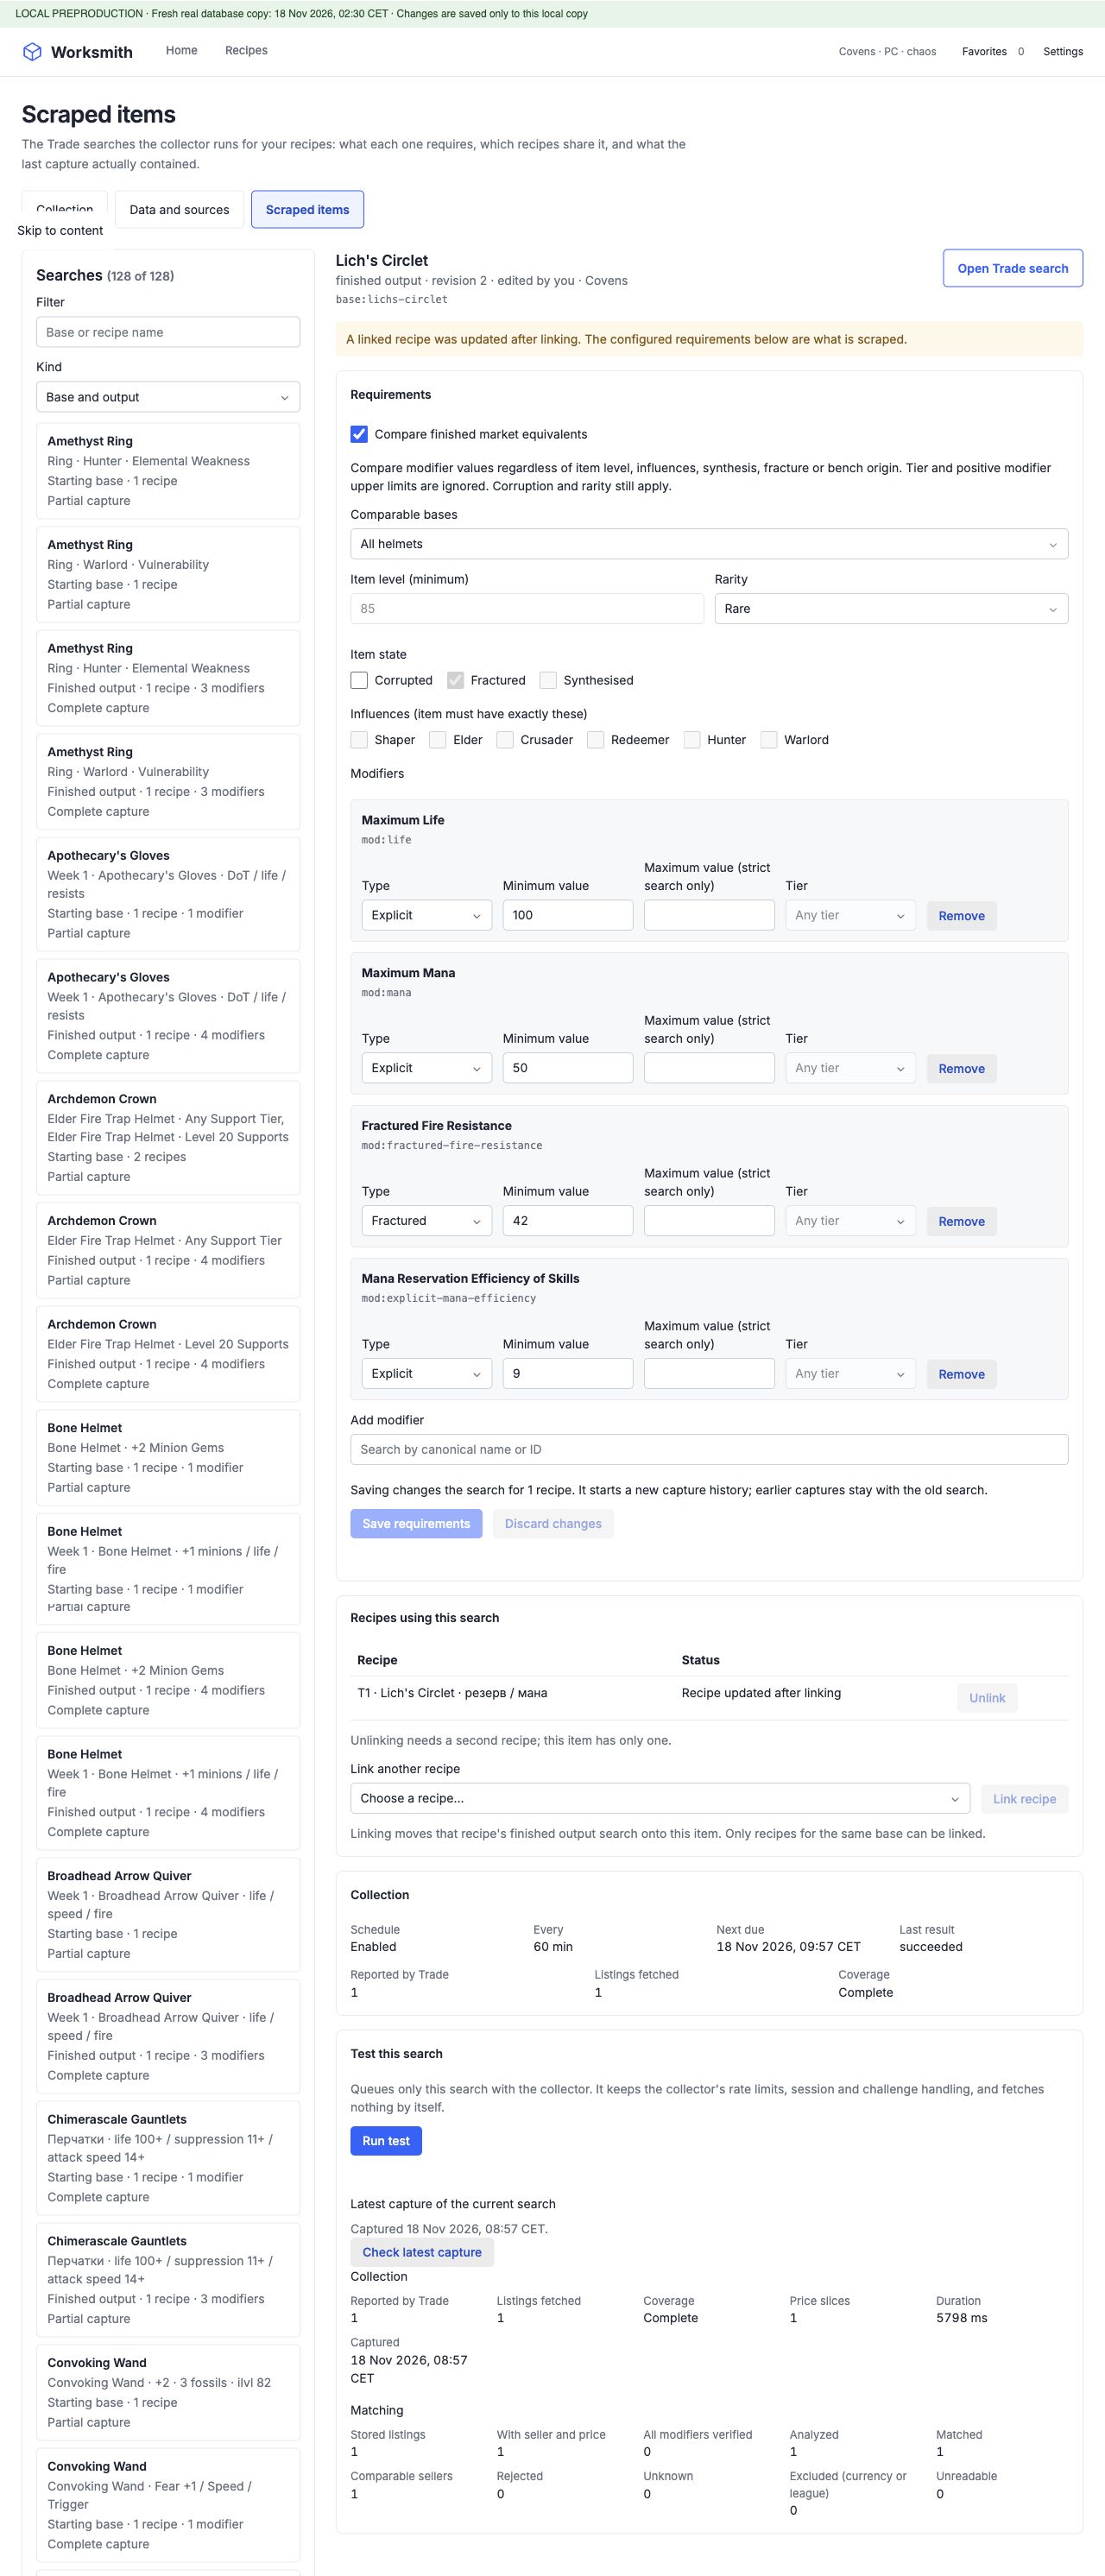 LOCAL PREPRODUCTION · Fresh real database copy: 18 Nov 2026, 02:30 CET · Changes are saved only to this local copy
Worksmith
Home
Recipes
Covens · PC · chaos
Favorites 0
Settings
Scraped items
The Trade searches the collector runs for your recipes: what each one requires, which recipes share it, and what the
last capture actually contained.
Collection
Data and sources
Scraped items
Skip to content
Searches (128 of 128)
Filter
Base or recipe name
Kind
Base and output
Amethyst Ring
Ring · Hunter · Elemental Weakness
Starting base · 1 recipe
Partial capture
Amethyst Ring
Ring · Warlord · Vulnerability
Starting base · 1 recipe
Partial capture
Amethyst Ring
Ring · Hunter · Elemental Weakness
Finished output · 1 recipe · 3 modifiers
Complete capture
Amethyst Ring
Ring · Warlord · Vulnerability
Finished output · 1 recipe · 3 modifiers
Complete capture
Apothecary's Gloves
Week 1 · Apothecary's Gloves · DoT / life /
resists
Starting base · 1 recipe · 1 modifier
Partial capture
Apothecary's Gloves
Week 1 · Apothecary's Gloves · DoT / life /
resists
Finished output · 1 recipe · 4 modifiers
Complete capture
Archdemon Crown
Elder Fire Trap Helmet · Any Support Tier,
Elder Fire Trap Helmet · Level 20 Supports
Starting base · 2 recipes
Partial capture
Archdemon Crown
Elder Fire Trap Helmet · Any Support Tier
Finished output · 1 recipe · 4 modifiers
Partial capture
Archdemon Crown
Elder Fire Trap Helmet · Level 20 Supports
Finished output · 1 recipe · 4 modifiers
Complete capture
Bone Helmet
Bone Helmet · +2 Minion Gems
Starting base · 1 recipe · 1 modifier
Partial capture
Bone Helmet
Week 1 · Bone Helmet · +1 minions / life /
fire
Starting base · 1 recipe · 1 modifier
Partial capture
Bone Helmet
Bone Helmet · +2 Minion Gems
Finished output · 1 recipe · 4 modifiers
Complete capture
Bone Helmet
Week 1 · Bone Helmet · +1 minions / life /
fire
Finished output · 1 recipe · 4 modifiers
Complete capture
Broadhead Arrow Quiver
Week 1 · Broadhead Arrow Quiver · life /
speed / fire
Starting base · 1 recipe
Partial capture
Broadhead Arrow Quiver
Week 1 · Broadhead Arrow Quiver · life /
speed / fire
Finished output · 1 recipe · 3 modifiers
Complete capture
Chimerascale Gauntlets
Перчатки · life 100+ / suppression 11+ /
attack speed 14+
Starting base · 1 recipe · 1 modifier
Complete capture
Chimerascale Gauntlets
Перчатки · life 100+ / suppression 11+ /
attack speed 14+
Finished output · 1 recipe · 3 modifiers
Partial capture
Convoking Wand
Convoking Wand · +2 · 3 fossils · ilvl 82
Starting base · 1 recipe
Partial capture
Convoking Wand
Convoking Wand · Fear +1 / Speed /
Trigger
Starting base · 1 recipe · 1 modifier
Complete capture
Lich's Circlet
finished output · revision 2 · edited by you · Covens
base:lichs-circlet
Open Trade search
A linked recipe was updated after linking. The configured requirements below are what is scraped.
Requirements
Compare finished market equivalents
Compare modifier values regardless of item level, influences, synthesis, fracture or bench origin. Tier and positive modifier
upper limits are ignored. Corruption and rarity still apply.
Comparable bases
All helmets
Item level (minimum)
Rarity
85
Rare
Item state
Corrupted
Fractured
Synthesised
Influences (item must have exactly these)
Shaper
Elder
Crusader
Redeemer
Hunter
Warlord
Modifiers
Maximum Life
mod:life
Type
Minimum value
Maximum value (strict
search only)
Tier
Explicit
100
Any tier
Remove
Maximum Mana
mod:mana
Type
Minimum value
Maximum value (strict
search only)
Tier
Explicit
50
Any tier
Remove
Fractured Fire Resistance
mod:fractured-fire-resistance
Type
Minimum value
Maximum value (strict
search only)
Tier
Fractured
42
Any tier
Remove
Mana Reservation Efficiency of Skills
mod:explicit-mana-efficiency
Type
Minimum value
Maximum value (strict
search only)
Tier
Explicit
9
Any tier
Remove
Add modifier
Search by canonical name or ID
Saving changes the search for 1 recipe. It starts a new capture history; earlier captures stay with the old search.
Save requirements
Discard changes
Recipes using this search
Recipe
Status
T1 · Lich's Circlet · резерв / мана
Recipe updated after linking
Unlink
Unlinking needs a second recipe; this item has only one.
Link another recipe
Choose a recipe...
Link recipe
Linking moves that recipe's finished output search onto this item. Only recipes for the same base can be linked.
Collection
Schedule
Every
Next due
Last result
Enabled
60 min
18 Nov 2026, 09:57 CET
succeeded
Reported by Trade
Listings fetched
Coverage
1
1
Complete
Test this search
Queues only this search with the collector. It keeps the collector's rate limits, session and challenge handling, and fetches
nothing by itself.
Run test
Latest capture of the current search
Captured 18 Nov 2026, 08:57 CET.
Check latest capture
Collection
Reported by Trade
Listings fetched
Coverage
Price slices
Duration
1
1
Complete
1
5798 ms
Captured
18 Nov 2026, 08:57
CET
Matching
Stored listings
With seller and price
All modifiers verified
Analyzed
Matched
1
1
0
1
1
Comparable sellers
Rejected
Unknown
Excluded (currency or
league)
Unreadable
1
0
0
0
0